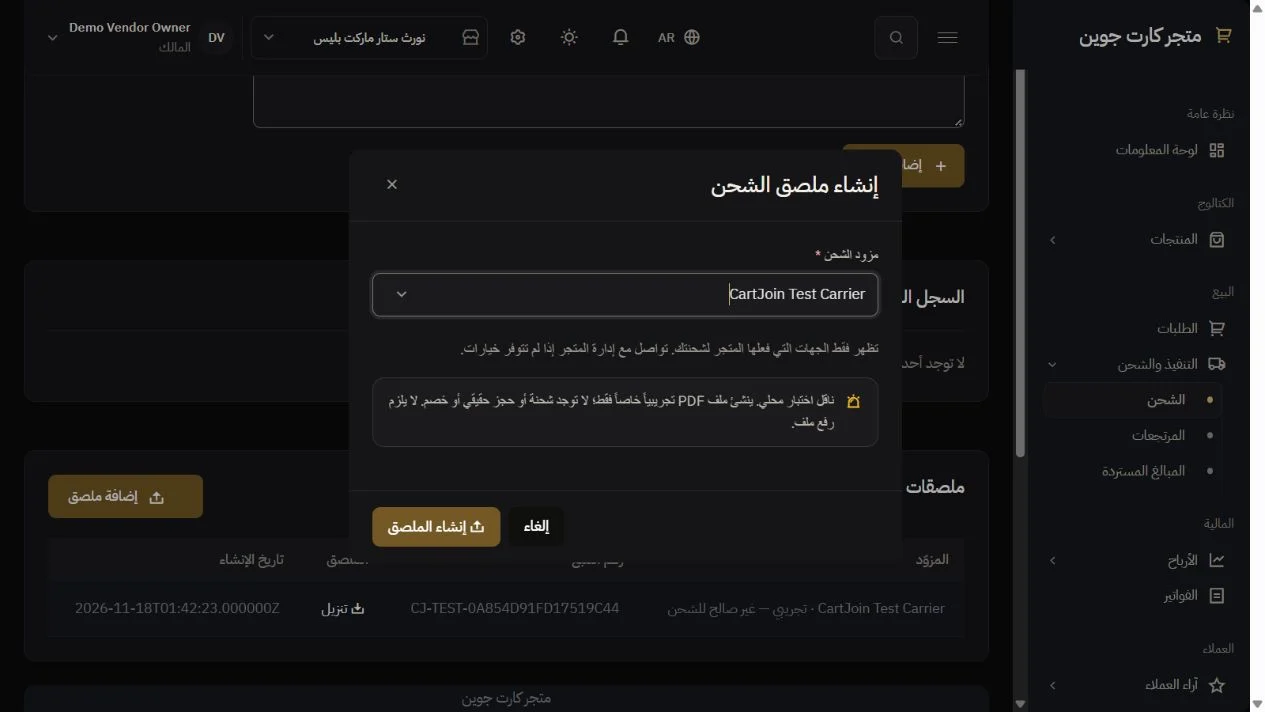 متجر كارت جوين
AR
نورث ستار ماركت بليس
DV
Demo Vendor Owner
المالك
نظرة عامة
لوحة المعلومات
الكتالوج
المنتجات
البيع
الطلبات
التنفيذ والشحن
الشحن
المرتجعات
المبالغ المستردة
المالية
الأرباح
الفواتير
العملاء
آراء العملاء
إنشاء ملصق الشحن
مزود الشحن *
CartJoin Test Carrier
تظهر فقط الجهات التي فعلها المتجر لشحنتك. تواصل مع إدارة المتجر إذا لم تتوفر خيارات.
ناقل اختبار محلي. ينشئ ملف PDF تجريبياً خاصاً فقط؛ لا توجد شحنة أو حجز حقيقي أو خصم. لا يلزم
رفع ملف.
إلغاء
إنشاء الملصق
السجل
لا توجد
ملصقات
إضافة ملصق
المزوّد
تاريخ الإنشاء
CartJoin Test Carrier · تجريبي — غير صالح للشحن
CJ-TEST-0A854D91FD17519C44
تنزيل
2026-11-18T01:42:23.000000Z
متجر كارت جوين